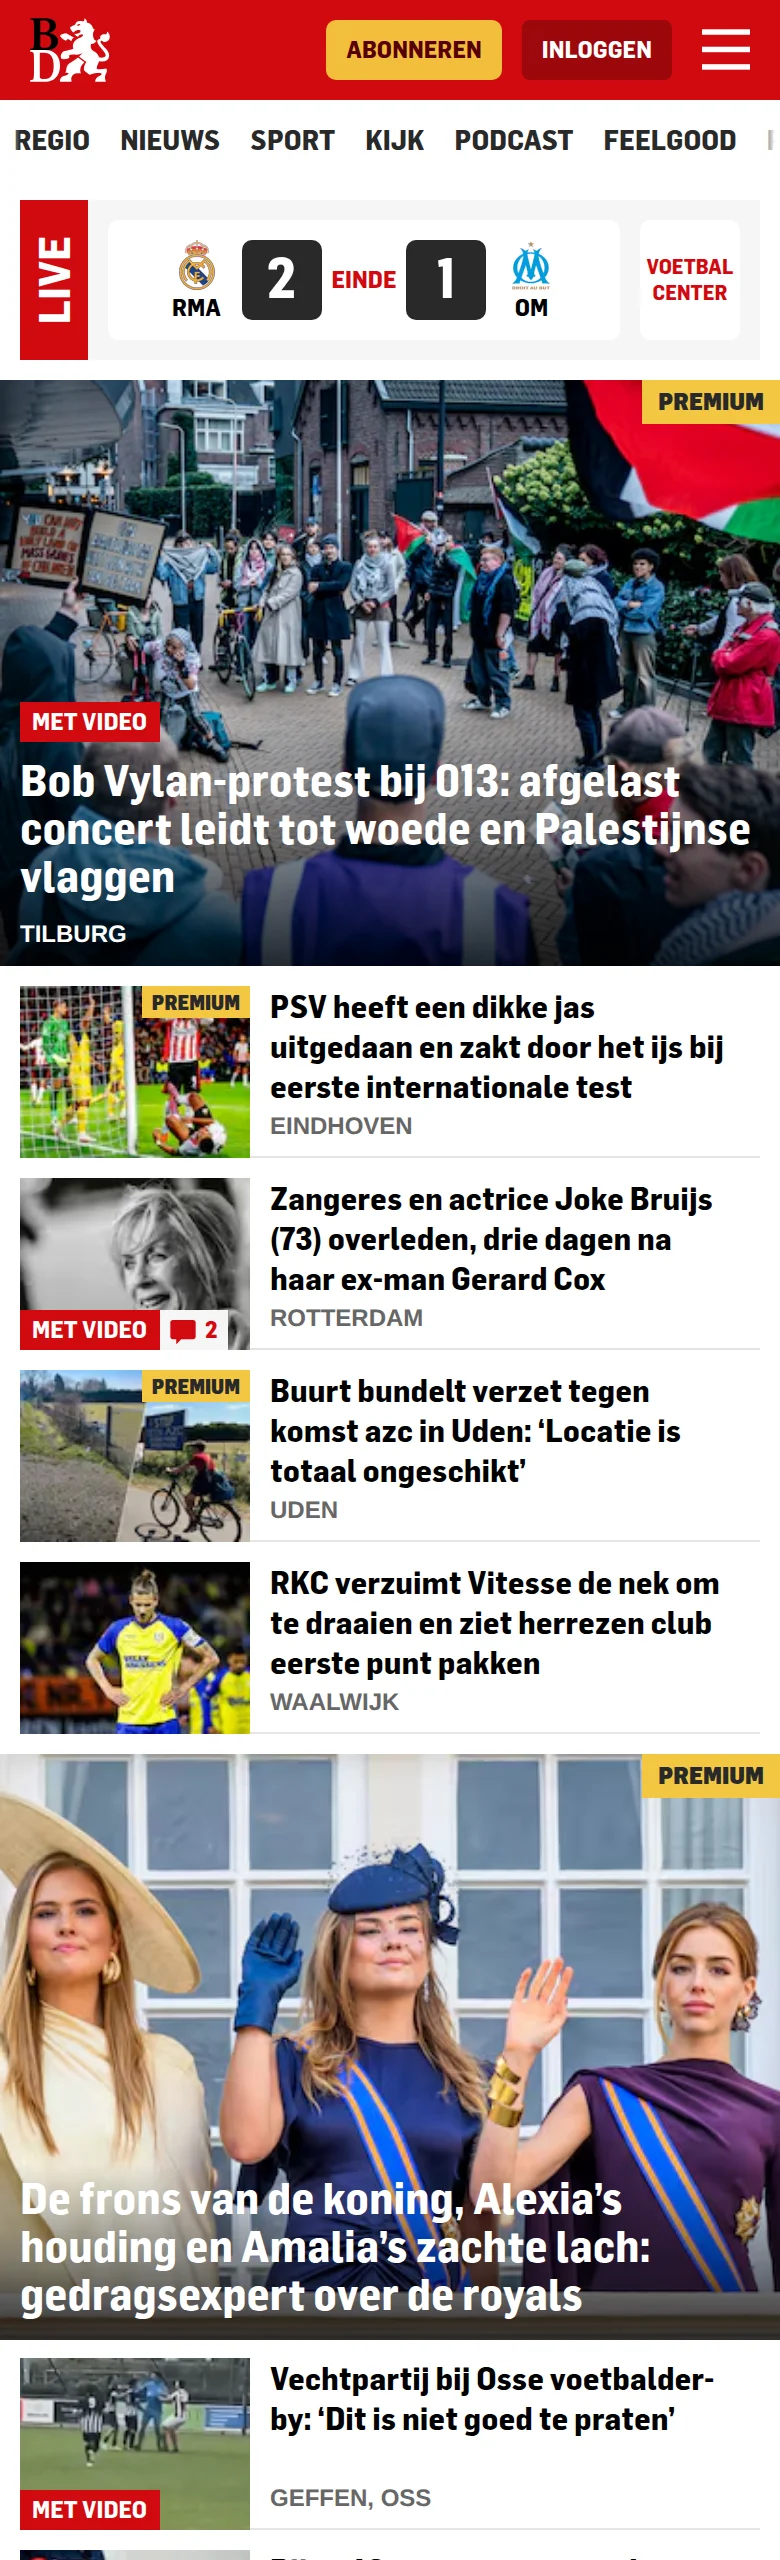 BD
ABONNEREN
INLOGGEN
REGIO NIEUWS SPORT KIJK PODCAST FEELGOOD
LIVE
RMA
2
EINDE
1
OM
VOETBAL
CENTER
PREMIUM
MET VIDEO
Bob Vylan-protest bij 013: afgelast
concert leidt tot woede en Palestijnse
vlaggen
TILBURG
PREMIUM
PSV heeft een dikke jas
uitgedaan en zakt door het ijs bij
eerste internationale test
EINDHOVEN
Zangeres en actrice Joke Bruijs
(73) overleden, drie dagen na
haar ex-man Gerard Cox
MET VIDEO
2
ROTTERDAM
PREMIUM
Buurt bundelt verzet tegen
komst azc in Uden: ‘Locatie is
totaal ongeschikt’
UDEN
RKC verzuimt Vitesse de nek om
te draaien en ziet herrezen club
eerste punt pakken
WAALWIJK
PREMIUM
De frons van de koning, Alexia’s
houding en Amalia’s zachte lach:
gedragsexpert over de royals
Vechtpartij bij Osse voetbalder-
by: ‘Dit is niet goed te praten’
MET VIDEO
GEFFEN, OSS